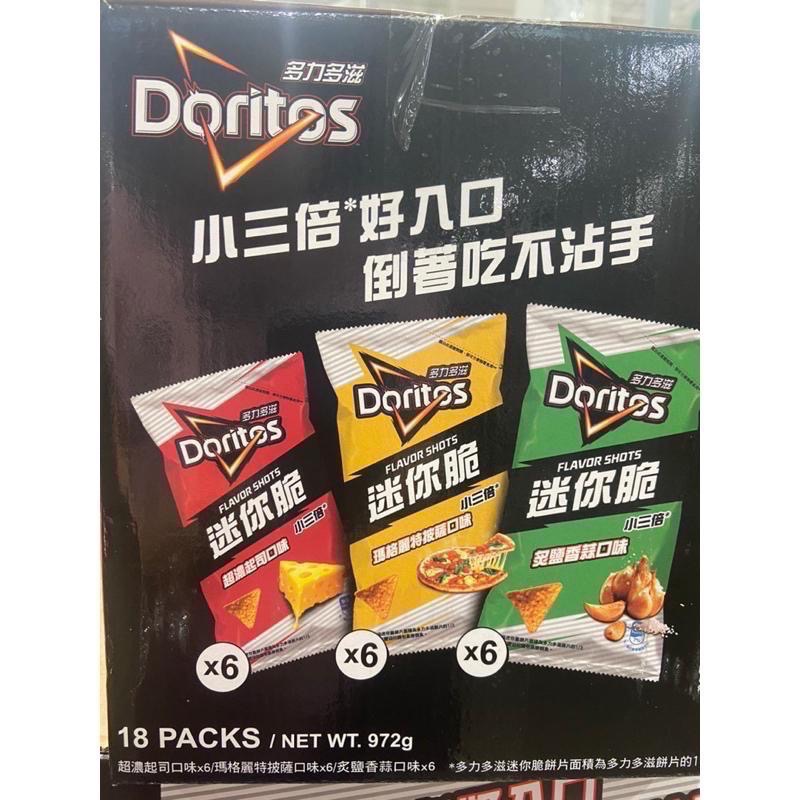 多力多滋
Doritos
小三倍*好入口
倒著吃不沾手
多力多滋
Doritos
FLAVOR SHOTS
迷你脆
小三倍*
超濃起司口味
x6
多力多滋
Doritos
FLAVOR SHOTS
迷你脆
小三倍*
瑪格麗特披薩口味
x6
多力多滋
Doritos
FLAVOR SHOTS
迷你脆
小三倍*
炙鹽香蒜口味
x6
18 PACKS / NET WT. 972g
超濃起司口味x6/瑪格麗特披薩口味x6/炙鹽香蒜口味x6 *多力多滋迷你脆餅片面積為多力多滋餅片的1